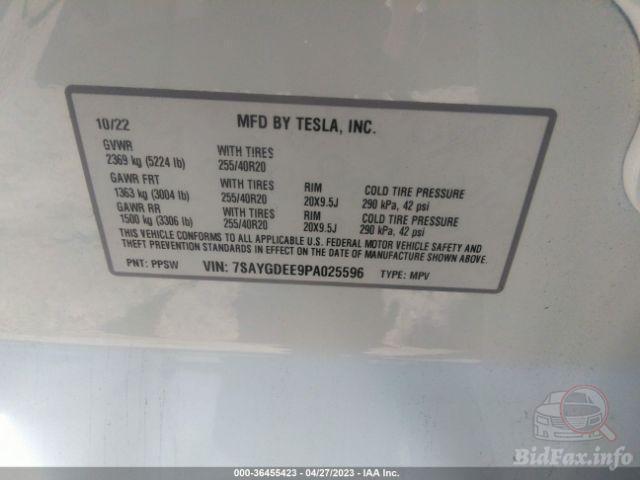 10/22 MFD BY TESLA, INC.
GVWR WITH TIRES
2369 kg (5224 lb) 255/40R20
GAWR FRT WITH TIRES RIM COLD TIRE PRESSURE
1363 kg (3004 lb) 255/40R20 20X9.5J 290 kPa, 42 psi
GAWR RR WITH TIRES RIM COLD TIRE PRESSURE
1500 kg (3306 lb) 255/40R20 20X9.5J 290 kPa, 42 psi
THIS VEHICLE CONFORMS TO ALL APPLICABLE U.S. FEDERAL MOTOR VEHICLE SAFETY AND
THEFT PREVENTION STANDARDS IN EFFECT ON THE DATE OF MANUFACTURE SHOWN ABOVE.
PNT: PPSW VIN: 7SAYGDEE9PA025596 TYPE: MPV
BidFax.info
000-36455423 - 04/27/2023 - IAA Inc.